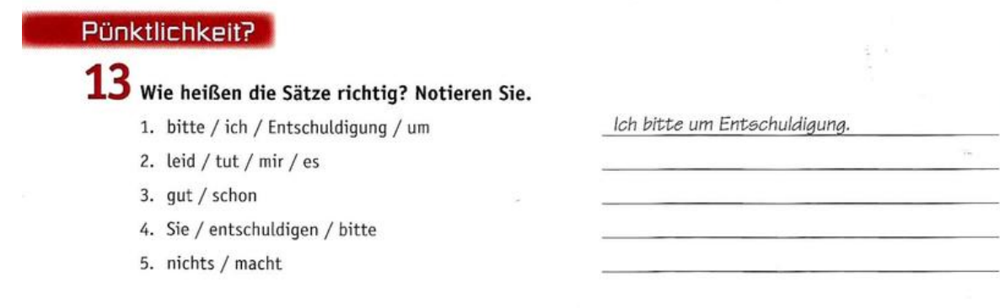 Pünktlichkeit?
13 Wie heißen die Sätze richtig? Notieren Sie.
1. bitte / ich / Entschuldigung / um Ich bitte um Entschuldigung.
2. leid / tut / mir / es
3. gut / schon
4. Sie / entschuldigen / bitte
5. nichts / macht